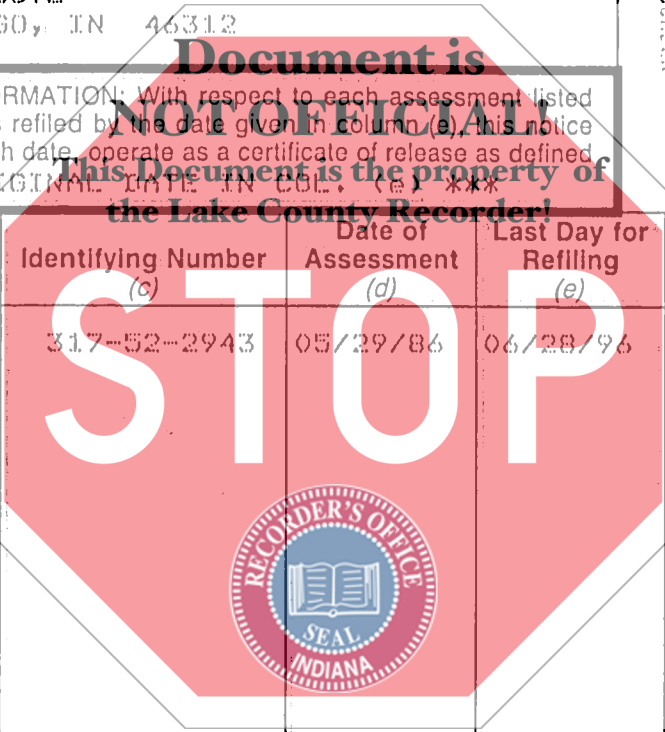 GO, IN 46312
Document is
RMATION: With respect to each assessment listed
NOT OFFICIAL!
refiled by the date given in column (e), this notice
h date, operate as a certificate of release as defined
This Document is the property of
DATE IN COL. (e) ***
the Lake County Recorder!
Identifying Number (c)
Date of Assessment (d)
Last Day for Refiling (e)
317-52-2943 05/29/86 06/28/96
STOP
RECORDER'S OFFICE
SEAL
INDIANA